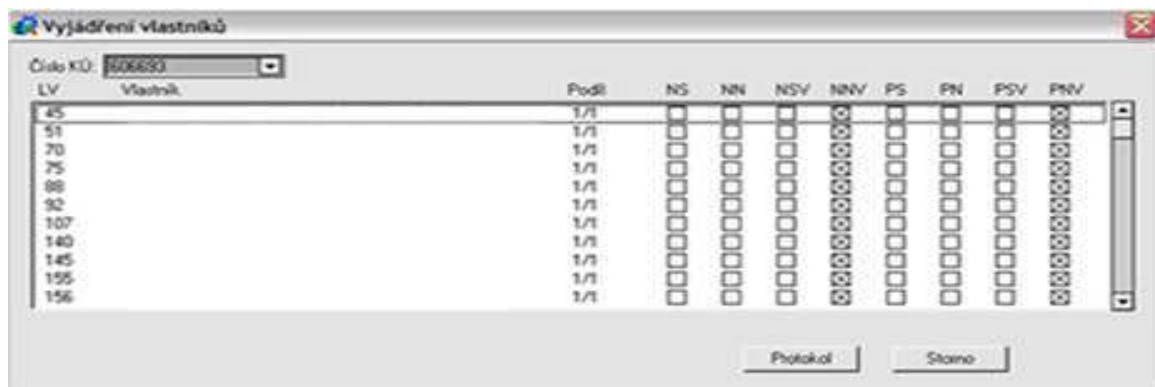 Vyjádření vlastníků
Číslo KÚ: 606693
LV Vlastník Podíl NS NN NSV NNV PS PN PSV PNV
45 1/1
51 1/1
70 1/1
75 1/1
88 1/1
92 1/1
107 1/1
140 1/1
145 1/1
155 1/1
156 1/1
Protokol Storno